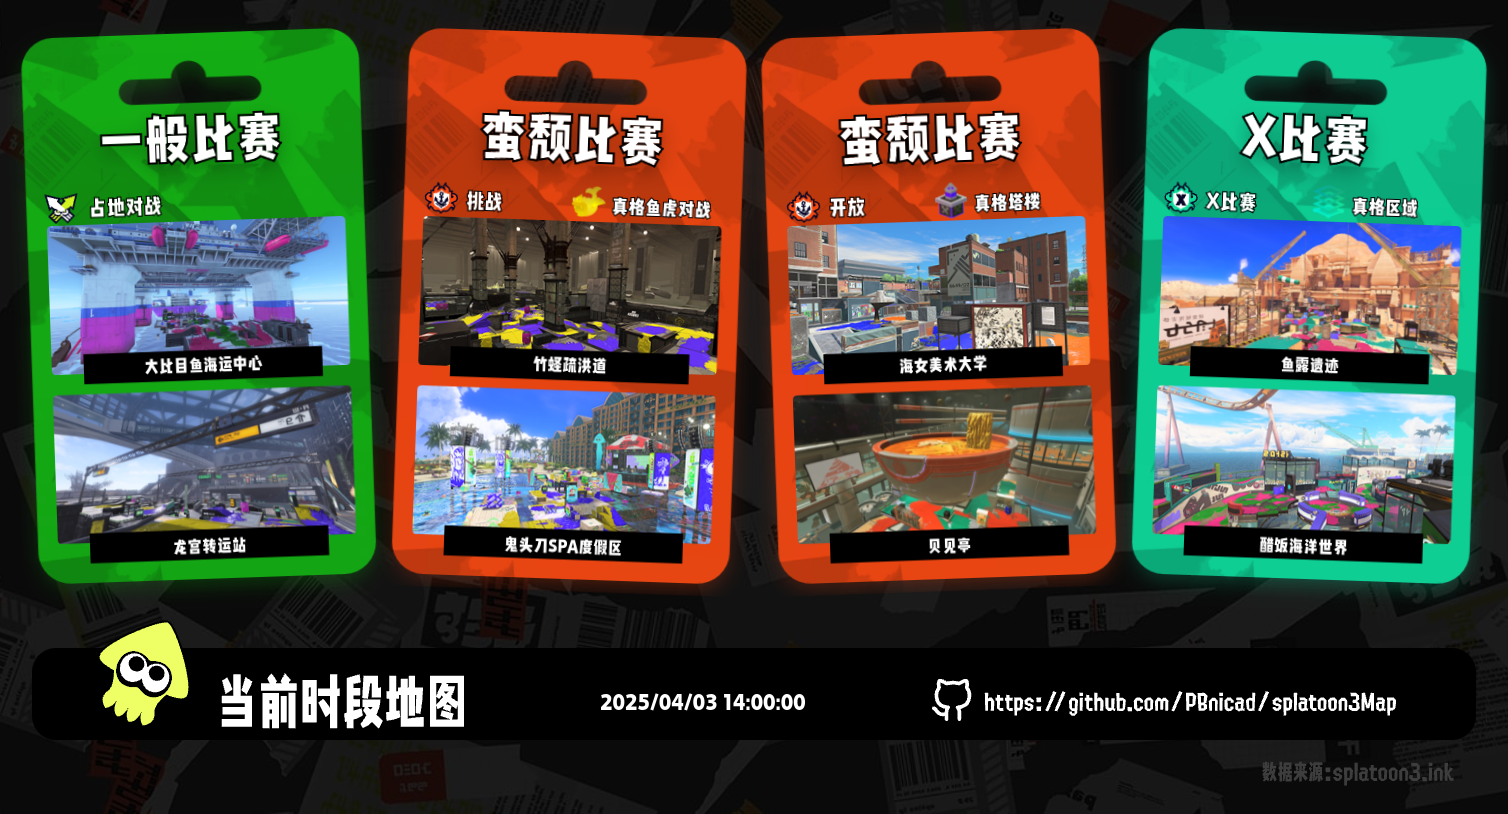 一般比赛
占地对战
大比目鱼海运中心
龙宫转运站
蛮颓比赛
挑战
真格鱼虎对战
竹蛏疏洪道
鬼头刀SPA度假区
蛮颓比赛
开放
真格塔楼
海女美术大学
贝贝亭
X比赛
X比赛
真格区域
鱼露遗迹
醋饭海洋世界
当前时段地图
2025/04/03 14:00:00
https://github.com/PBnicad/splatoon3Map
数据来源:splatoon3.ink